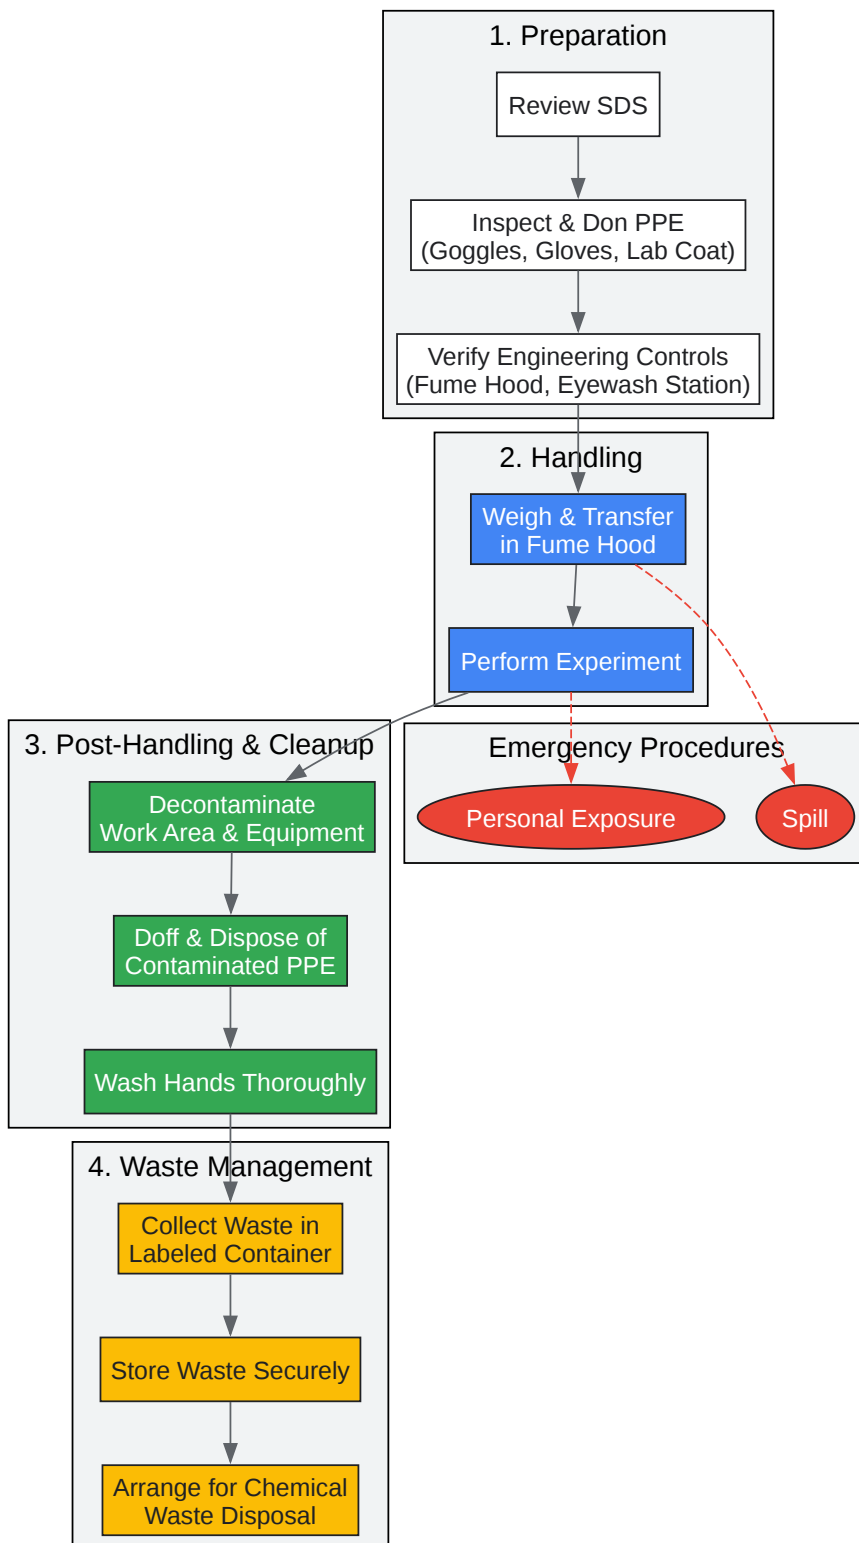 1. Preparation
Review SDS
Inspect & Don PPE
(Goggles, Gloves, Lab Coat)
Verify Engineering Controls
(Fume Hood, Eyewash Station)
2. Handling
Weigh & Transfer
in Fume Hood
Perform Experiment
3. Post-Handling & Cleanup
Decontaminate
Work Area & Equipment
Doff & Dispose of
Contaminated PPE
Wash Hands Thoroughly
Emergency Procedures
Personal Exposure
Spill
4. Waste Management
Collect Waste in
Labeled Container
Store Waste Securely
Arrange for Chemical
Waste Disposal